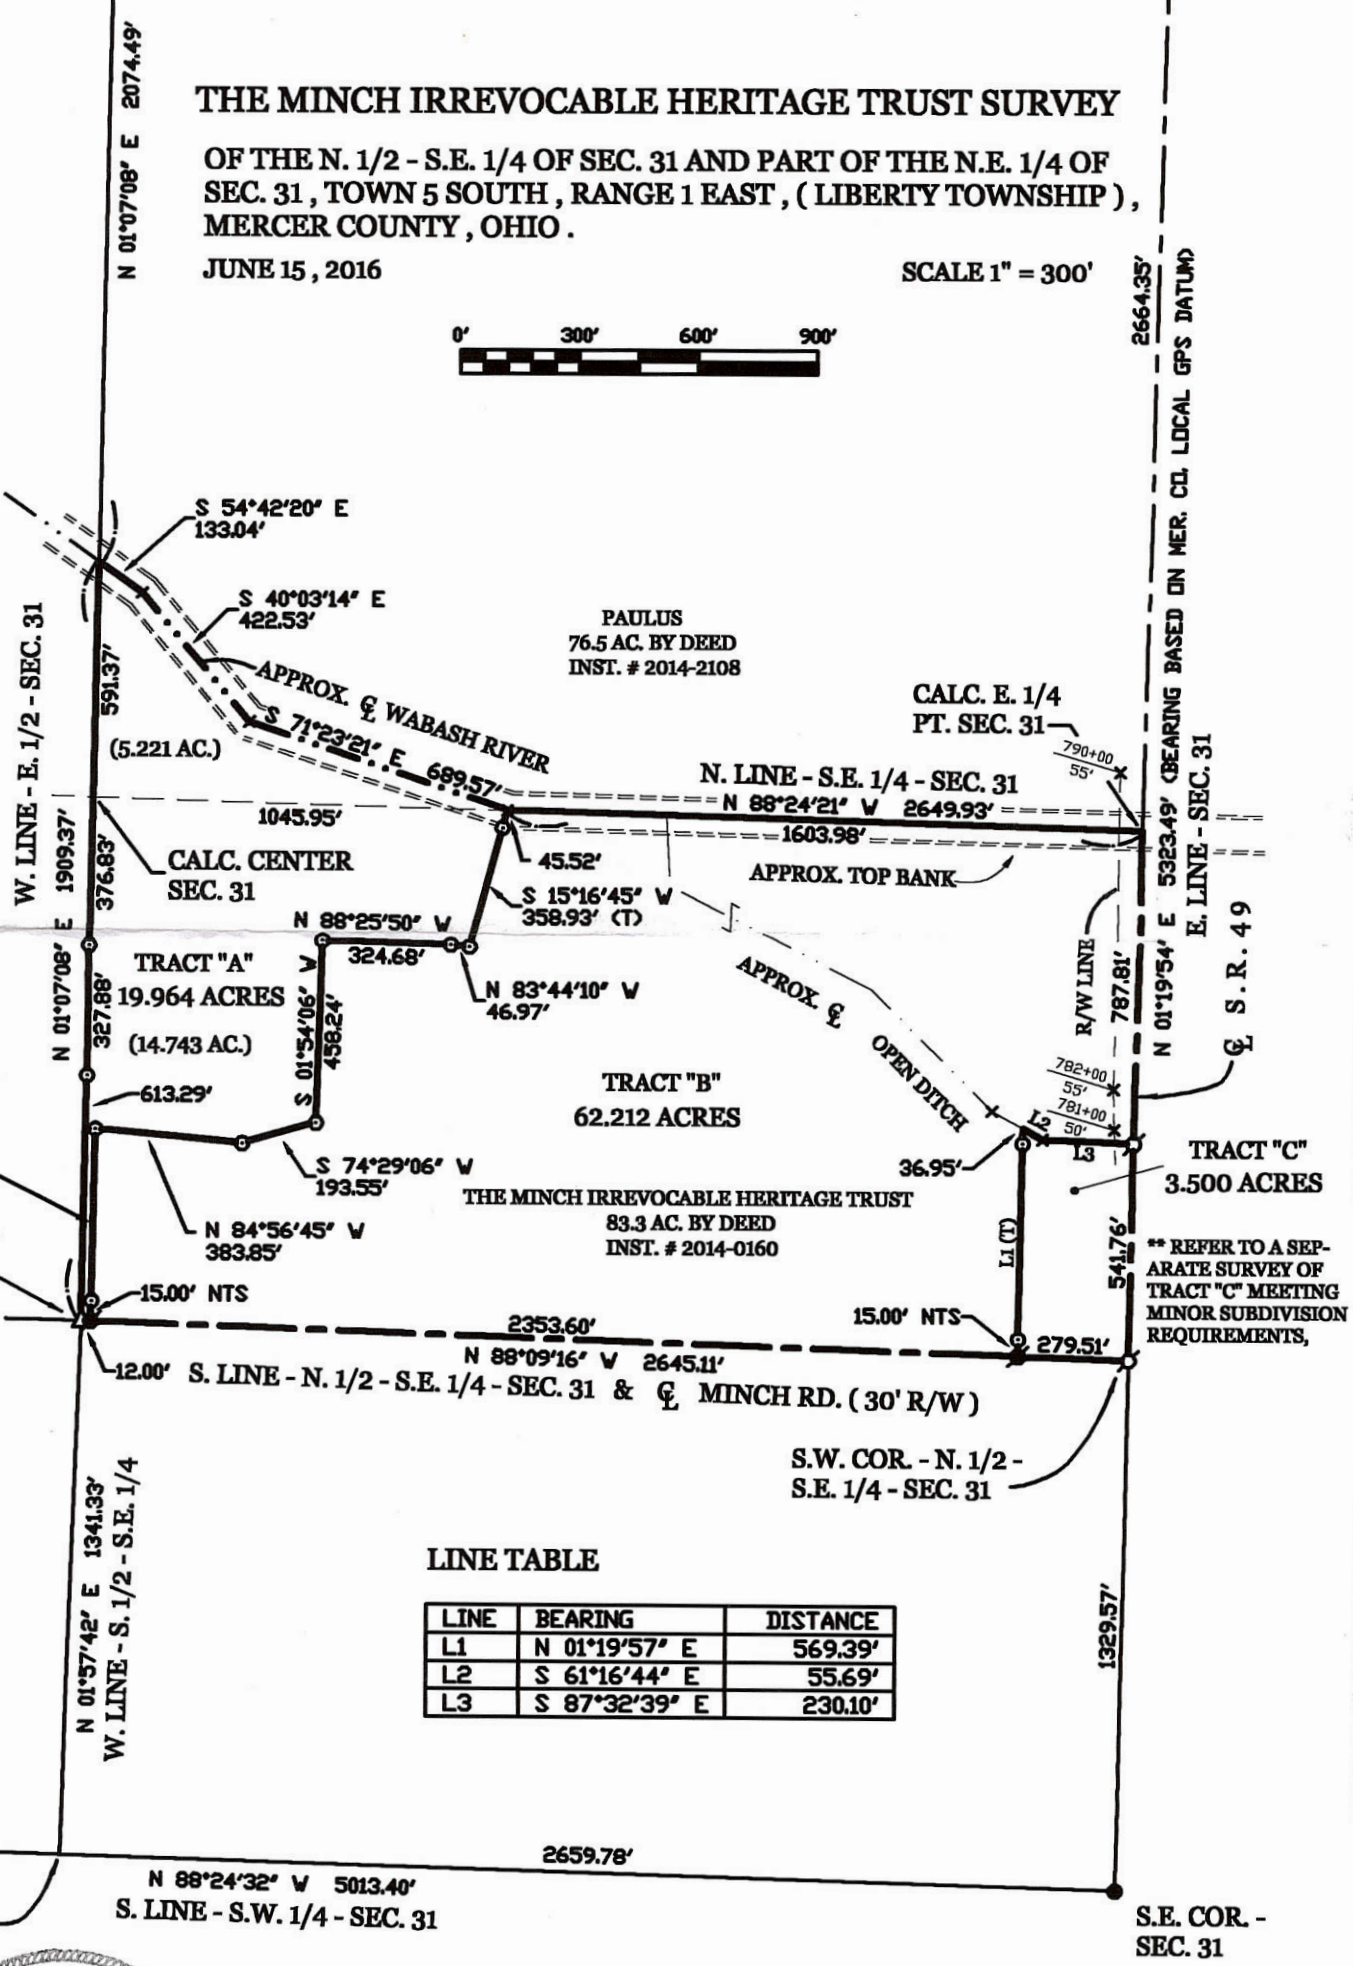 N 01°07'08" E 2074.49'
THE MINCH IRREVOCABLE HERITAGE TRUST SURVEY
OF THE N. 1/2 - S.E. 1/4 OF SEC. 31 AND PART OF THE N.E. 1/4 OF
SEC. 31 , TOWN 5 SOUTH , RANGE 1 EAST , ( LIBERTY TOWNSHIP ) ,
MERCER COUNTY , OHIO .
JUNE 15 , 2016
SCALE 1" = 300'
0' 300' 600' 900'
2664.35'
N 01°19'54" E 5323.49' (BEARING BASED ON MER. CO. LOCAL GPS DATUM)
E. LINE - SEC. 31
S 54°42'20" E
133.04'
S 40°03'14" E
422.53'
APPROX. ℄ WABASH RIVER
S 71°23'21" E 689.57'
W. LINE - E. 1/2 - SEC. 31
N 01°07'08" E 1909.37'
591.37'
(5.221 AC.)
PAULUS
76.5 AC. BY DEED
INST. # 2014-2108
CALC. E. 1/4
PT. SEC. 31
790+00
55'
N. LINE - S.E. 1/4 - SEC. 31
N 88°24'21" W 2649.93'
1045.95'
1603.98'
376.83'
CALC. CENTER
SEC. 31
45.52'
APPROX. TOP BANK
S 15°16'45" W
358.93' (T)
N 88°25'50" W
324.68'
N 83°44'10" W
46.97'
TRACT "A"
19.964 ACRES
(14.743 AC.)
327.88'
S 01°54'06" W
458.24'
APPROX. ℄ OPEN DITCH
R/W LINE
787.81'
℄ S.R. 49
782+00
55'
781+00
50'
613.29'
TRACT "B"
62.212 ACRES
L2
L3
36.95'
TRACT "C"
3.500 ACRES
S 74°29'06" W
193.55'
N 84°56'45" W
383.85'
THE MINCH IRREVOCABLE HERITAGE TRUST
83.3 AC. BY DEED
INST. # 2014-0160
L1 (T)
541.76'
** REFER TO A SEP-
ARATE SURVEY OF
TRACT "C" MEETING
MINOR SUBDIVISION
REQUIREMENTS,
15.00' NTS
15.00' NTS
2353.60'
279.51'
N 88°09'16" W 2645.11'
12.00'
S. LINE - N. 1/2 - S.E. 1/4 - SEC. 31 & ℄ MINCH RD. ( 30' R/W )
S.W. COR. - N. 1/2 -
S.E. 1/4 - SEC. 31
N 01°57'42" E 1341.33'
W. LINE - S. 1/2 - S.E. 1/4
LINE TABLE
LINE BEARING DISTANCE
L1 N 01°19'57" E 569.39'
L2 S 61°16'44" E 55.69'
L3 S 87°32'39" E 230.10'
1329.57'
2659.78'
N 88°24'32" W 5013.40'
S. LINE - S.W. 1/4 - SEC. 31
S.E. COR. -
SEC. 31